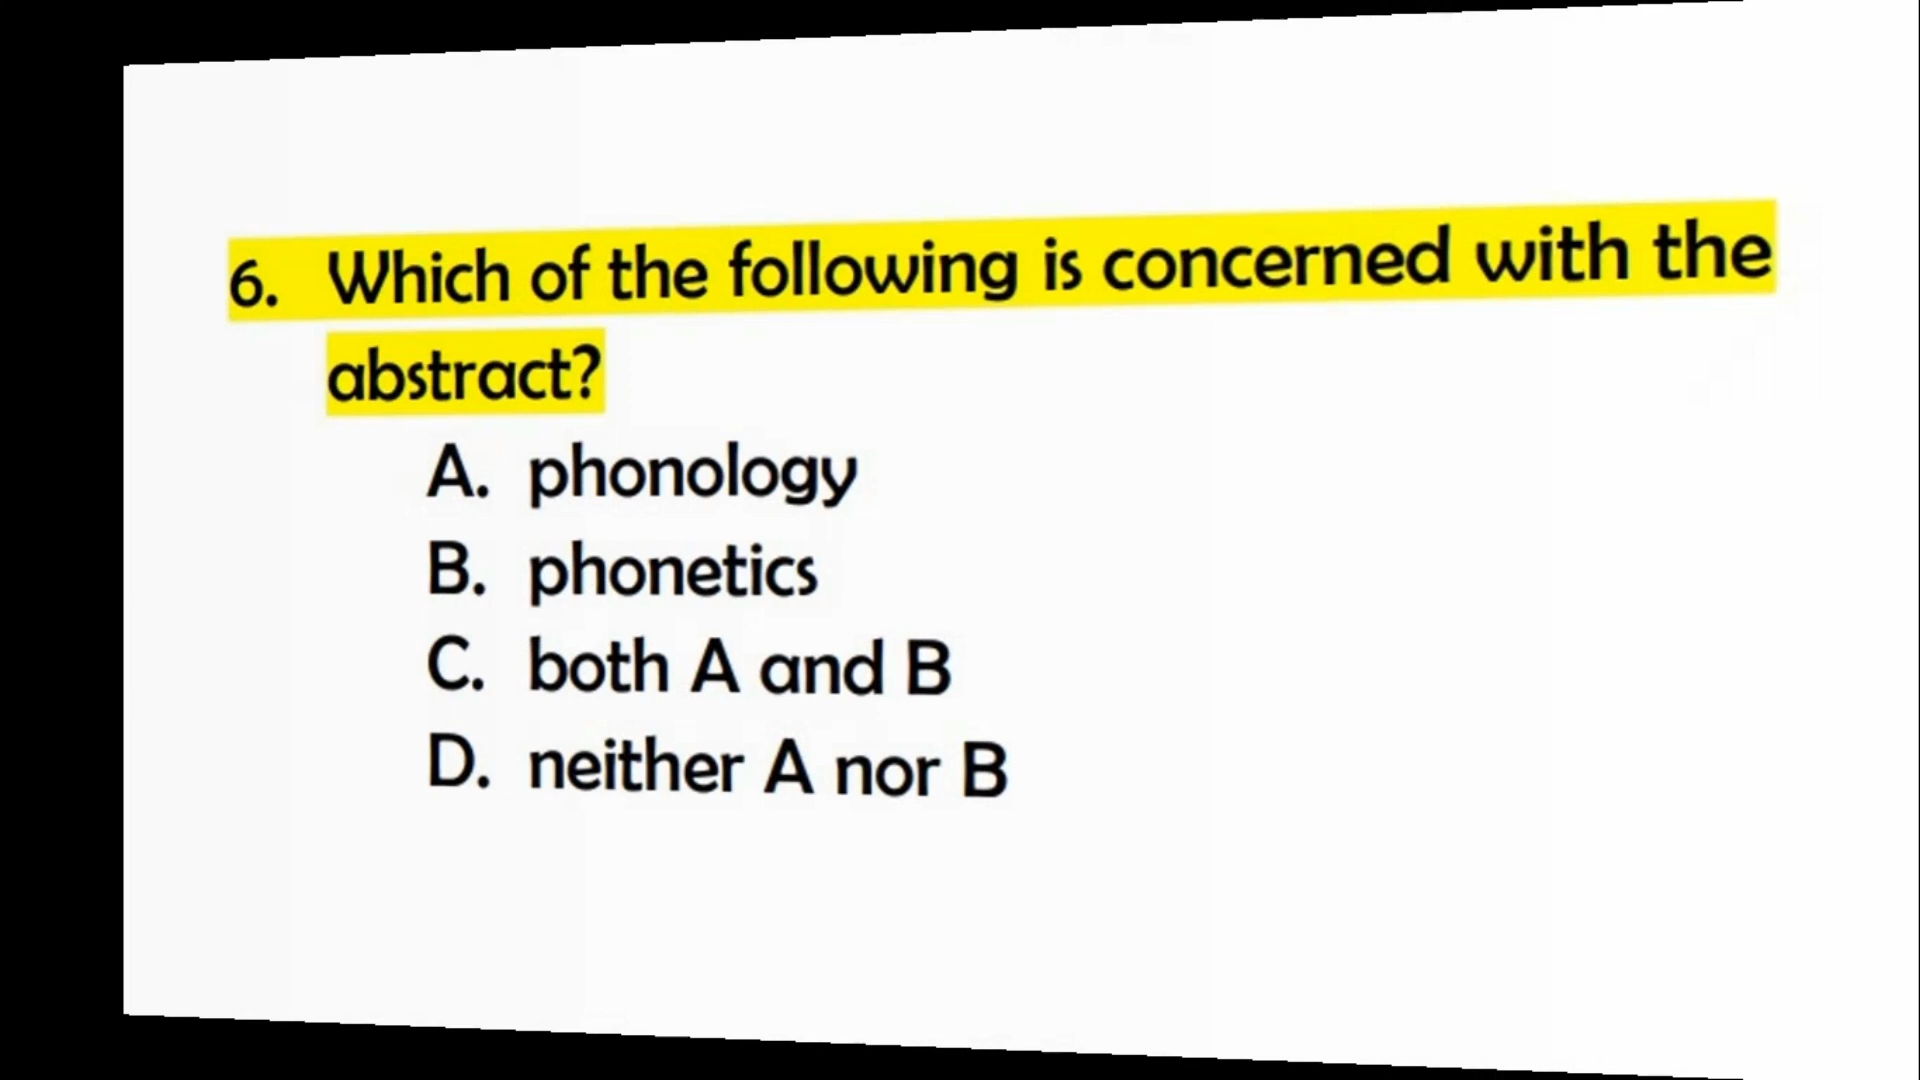 6. Which of the following is concerned with the
abstract?
A. phonology
B. phonetics
C. both A and B
D. neither A nor B